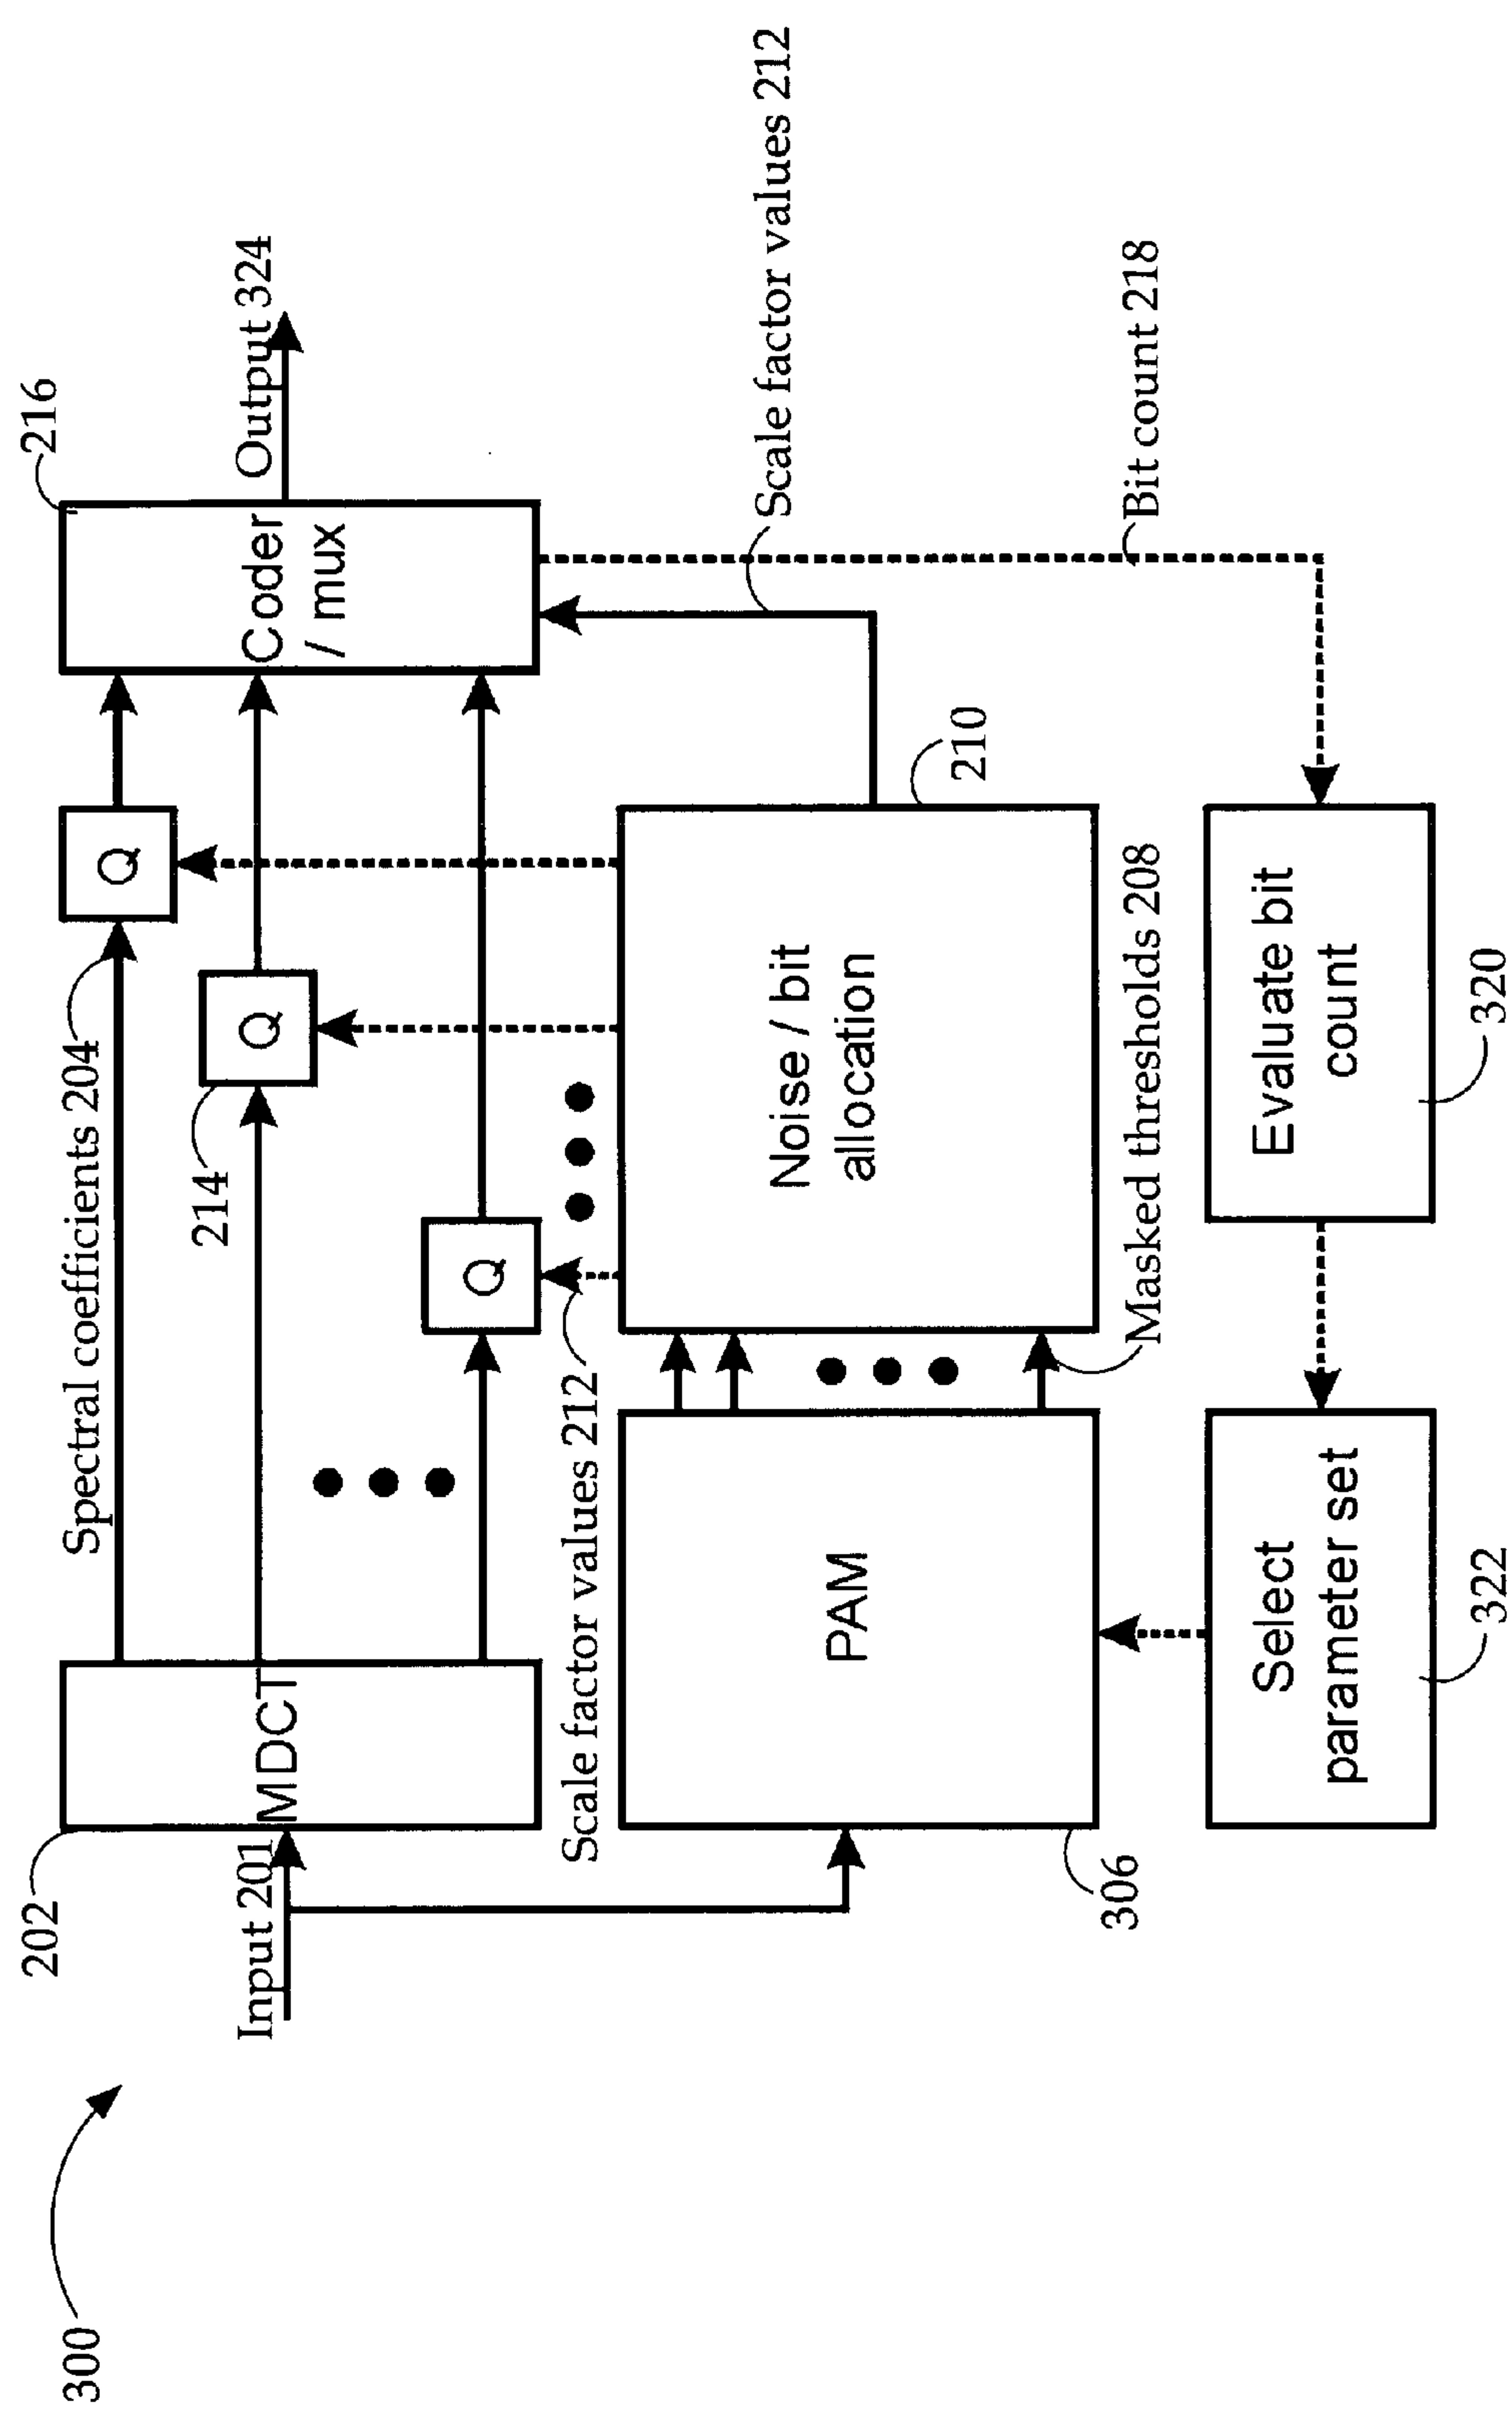 300
202
Input 201
MDCT
Spectral coefficients 204
214
Q
Q
Q
216
Coder
/ mux
Output 324
Scale factor values 212
Scale factor values 212
PAM
306
Noise / bit
allocation
210
Masked thresholds 208
Bit count 218
Select
parameter set
322
Evaluate bit
count
320